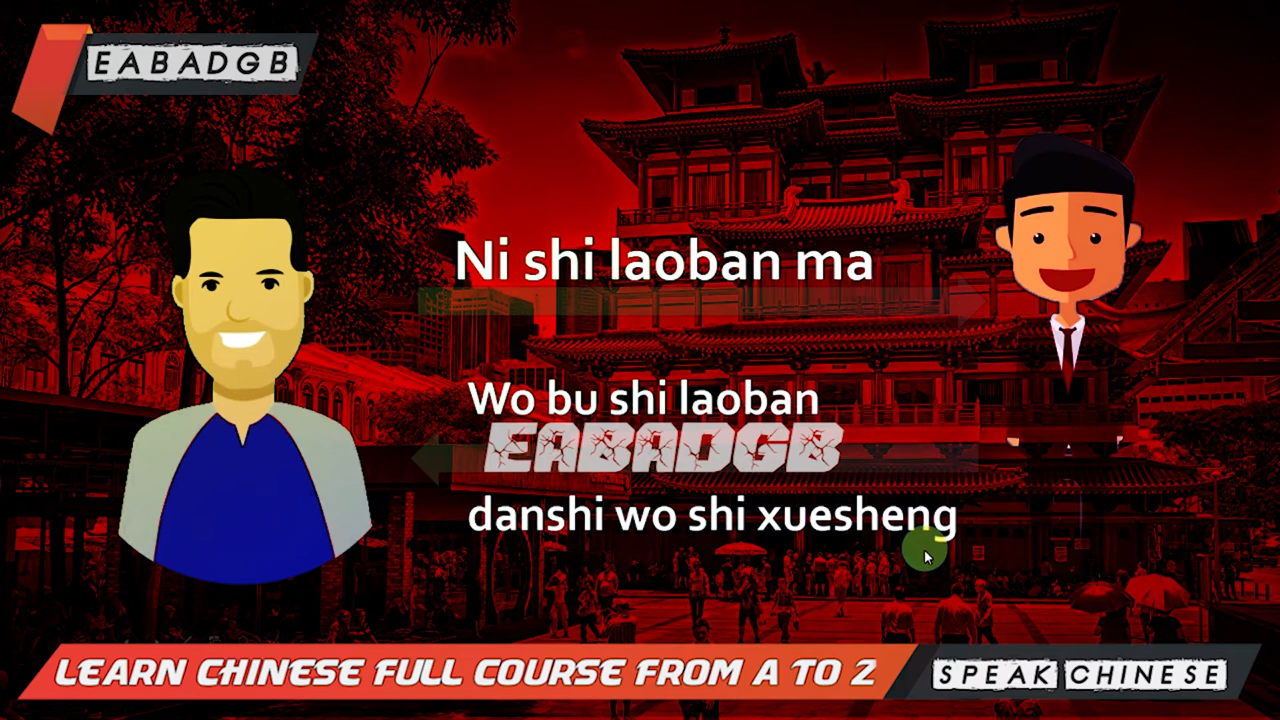 EABADGB
Ni shi laoban ma
Wo bu shi laoban
EABADGB
danshi wo shi xuesheng
LEARN CHINESE FULL COURSE FROM A TO Z
SPEAK CHINESE